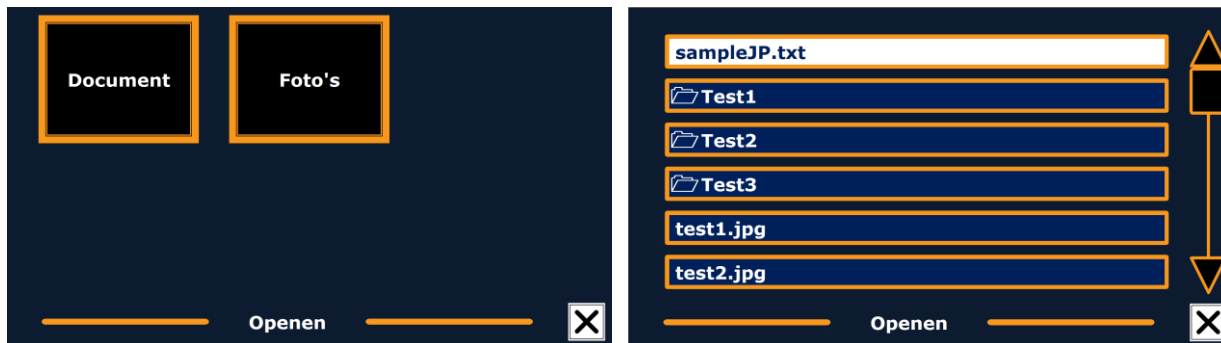 Document
Foto's
Openen
sampleJP.txt
Test1
Test2
Test3
test1.jpg
test2.jpg
Openen